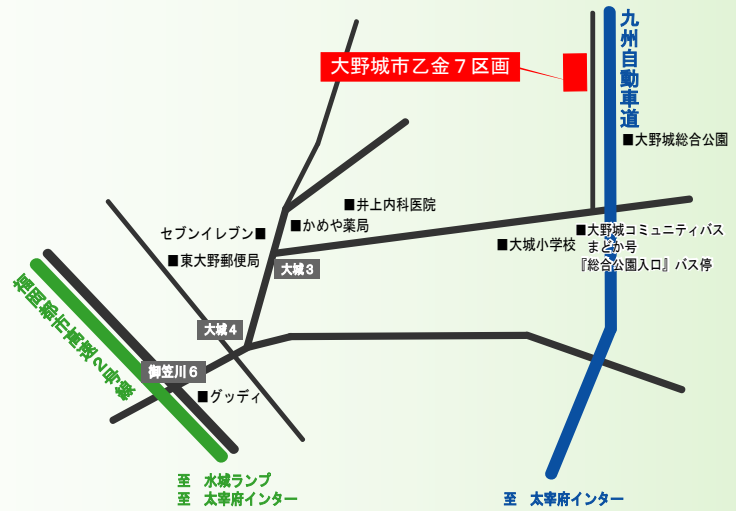 九州自動車道
大野城市乙金7区画
■大野城総合公園
■井上内科医院
■かめや薬局
セブンイレブン■
■大野城コミュニティバス
まどか号
『総合公園入口』バス停
■大城小学校
■東大野郵便局
大城3
福岡都市高速2号線
大城4
御笠川6
■グッディ
至 水城ランプ
至 太宰府インター
至 太宰府インター